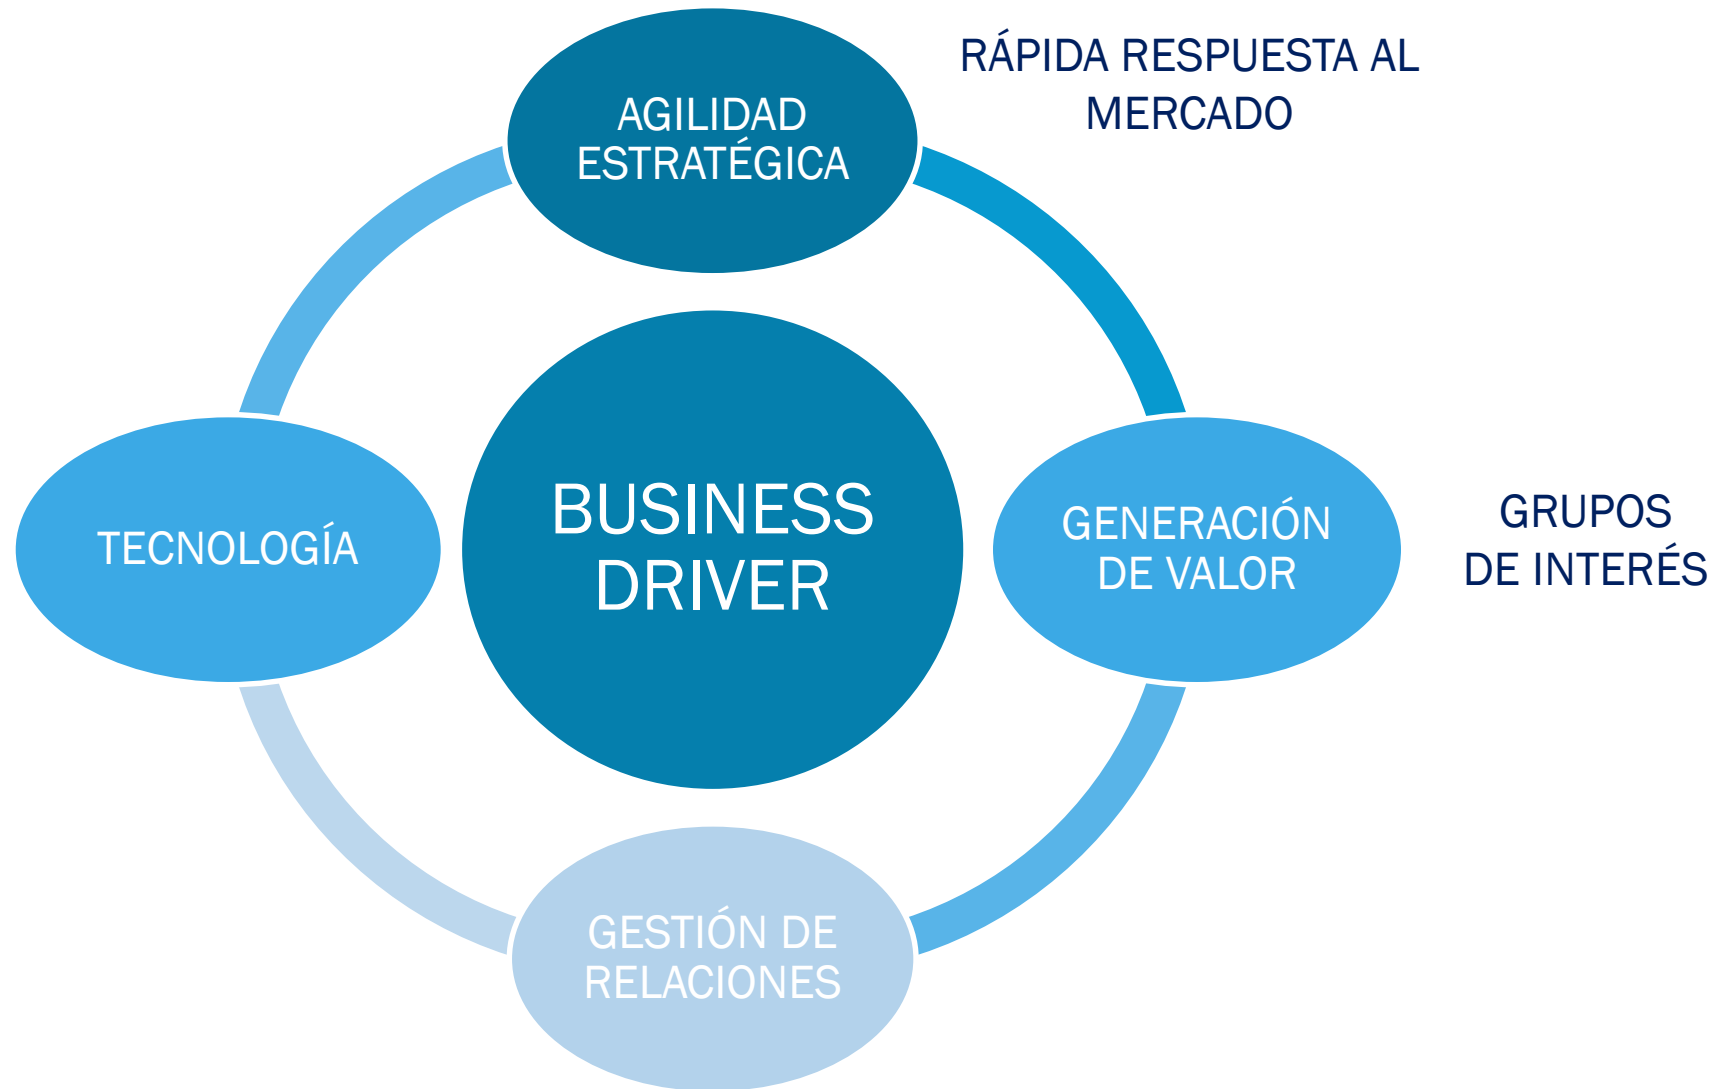 RÁPIDA RESPUESTA AL
MERCADO
AGILIDAD
ESTRATÉGICA
TECNOLOGÍA
BUSINESS
DRIVER
GENERACIÓN
DE VALOR
GRUPOS
DE INTERÉS
GESTIÓN DE
RELACIONES